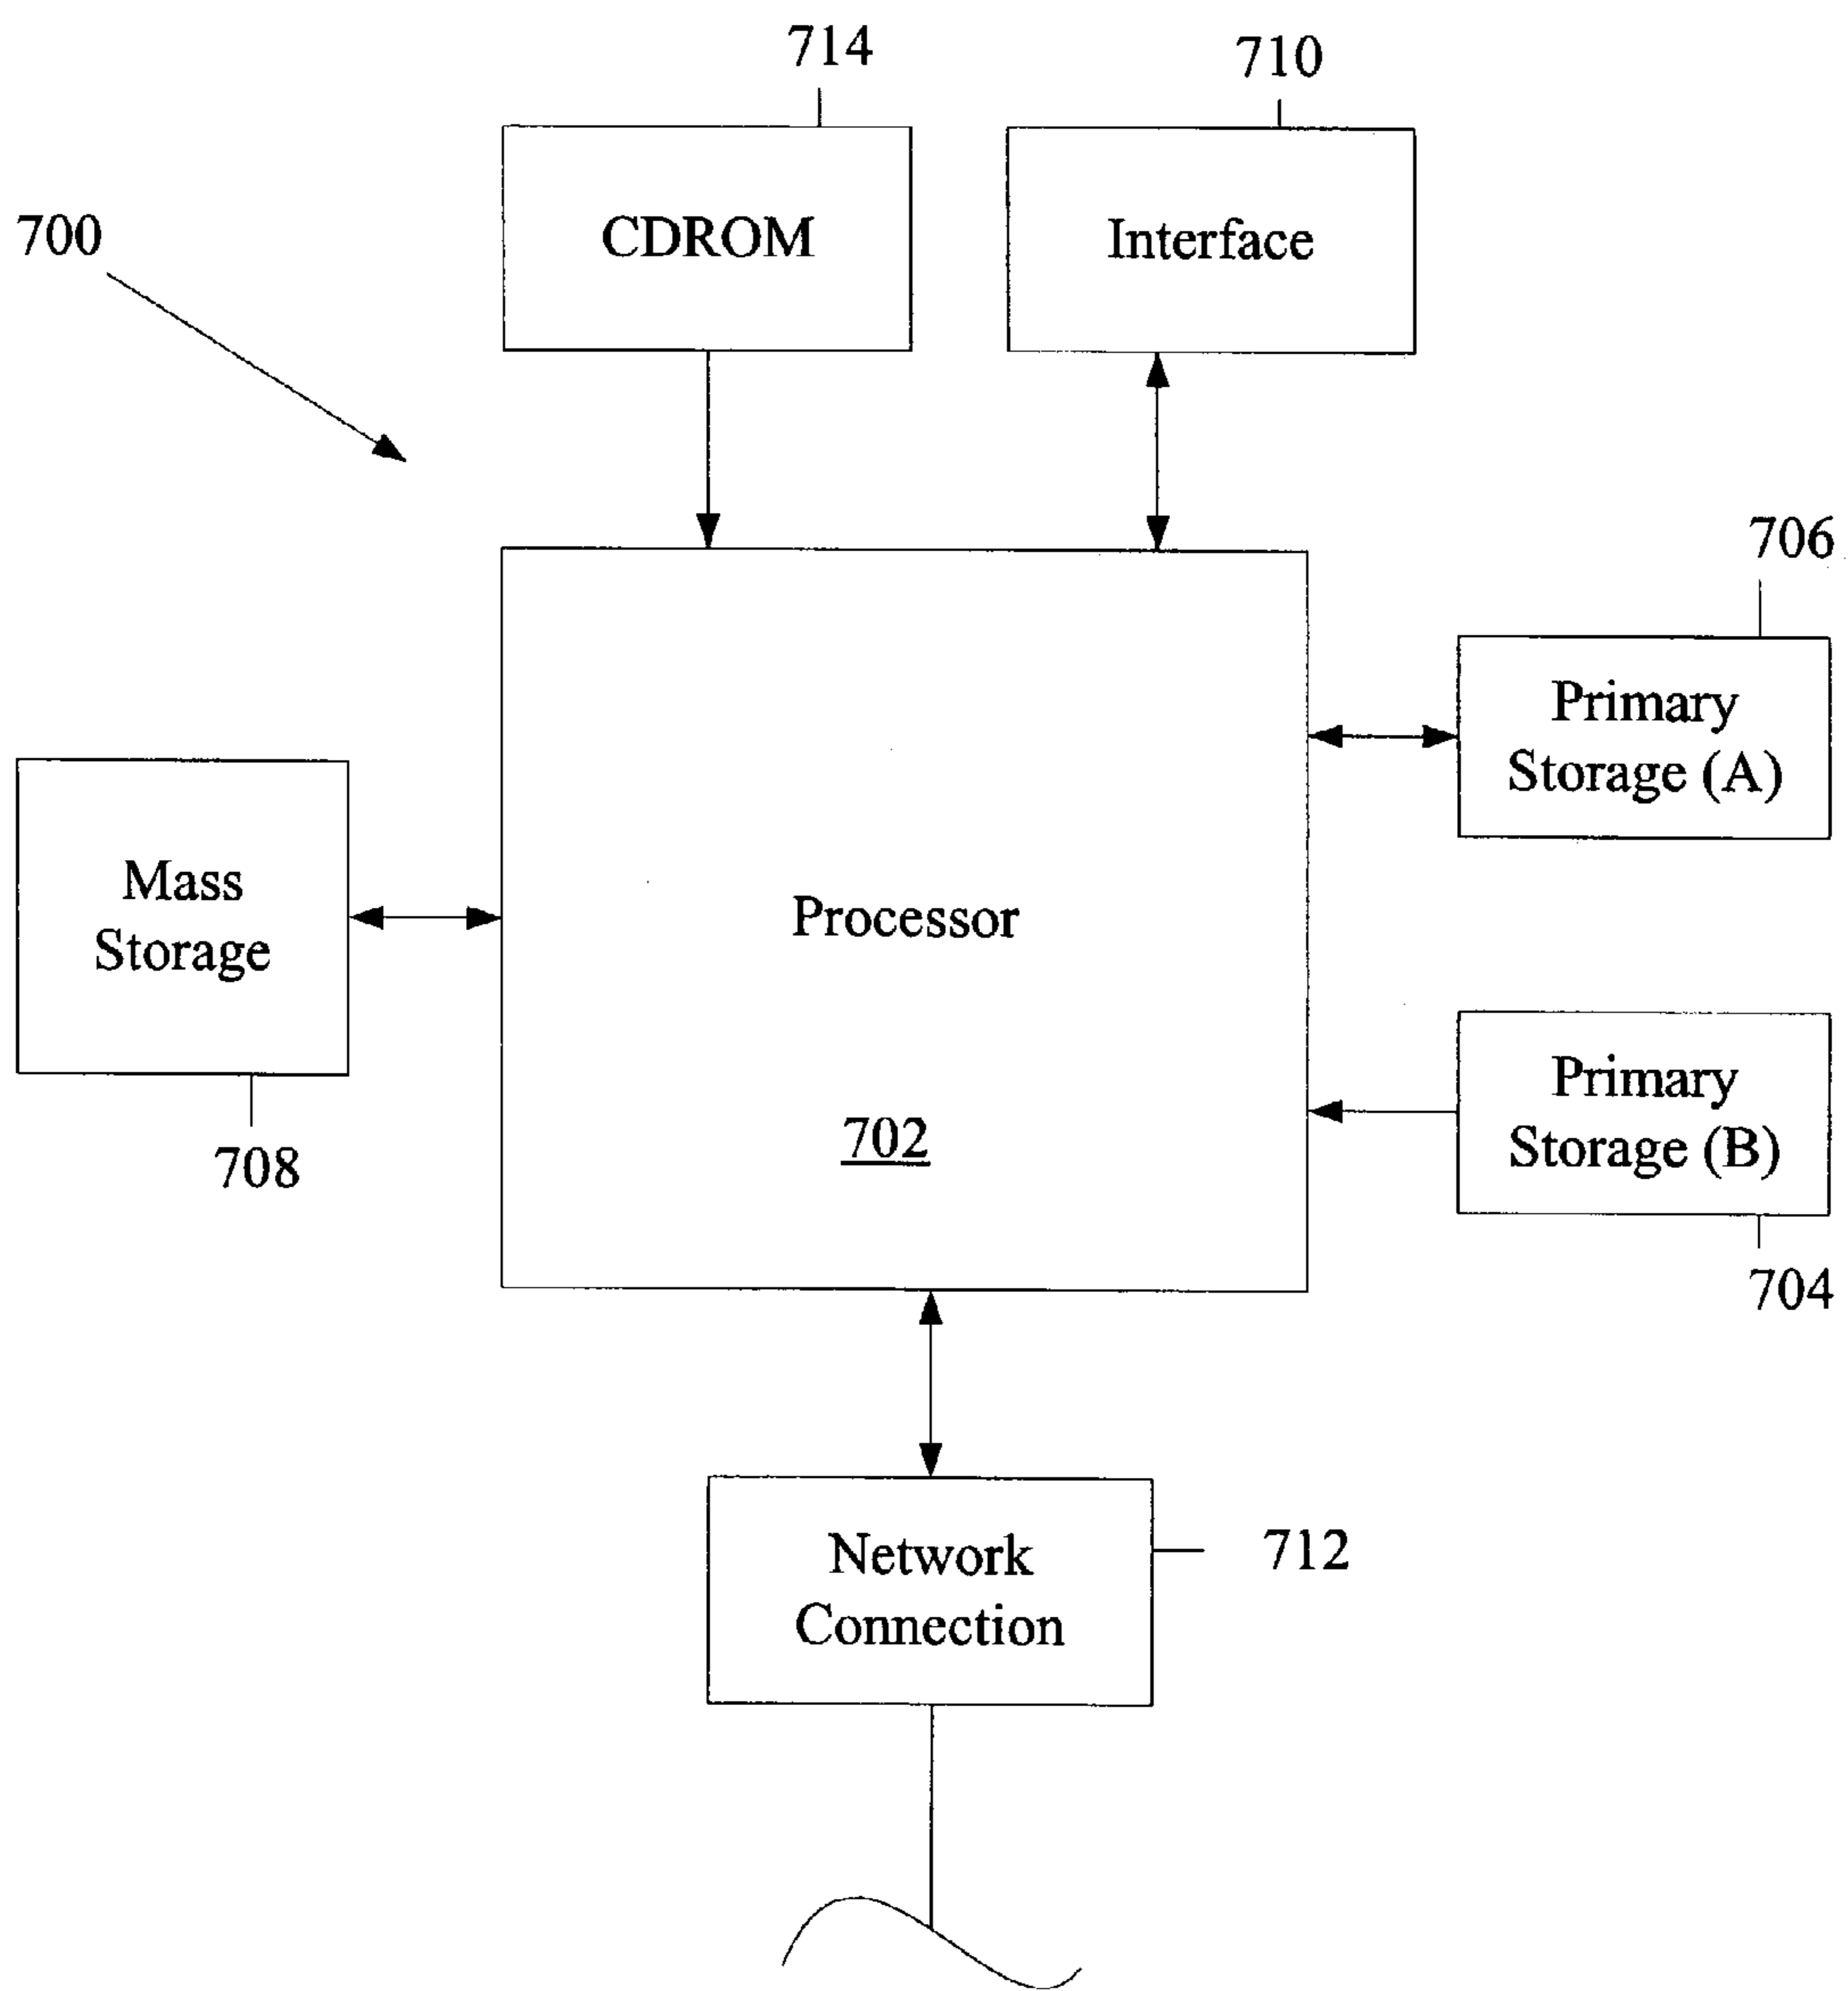 714
710
700
CDROM
Interface
706
Primary
Storage (A)
Mass
Storage
Processor
Primary
Storage (B)
702
708
704
Network
Connection
712